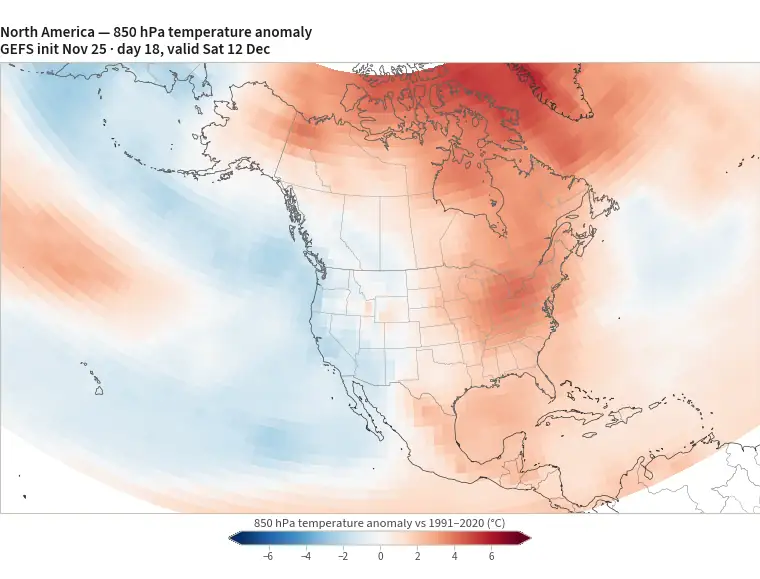 North America — 850 hPa temperature anomaly
GEFS init Nov 25 · day 18, valid Sat 12 Dec
850 hPa temperature anomaly vs 1991–2020 (°C)
−6 −4 −2 0 2 4 6